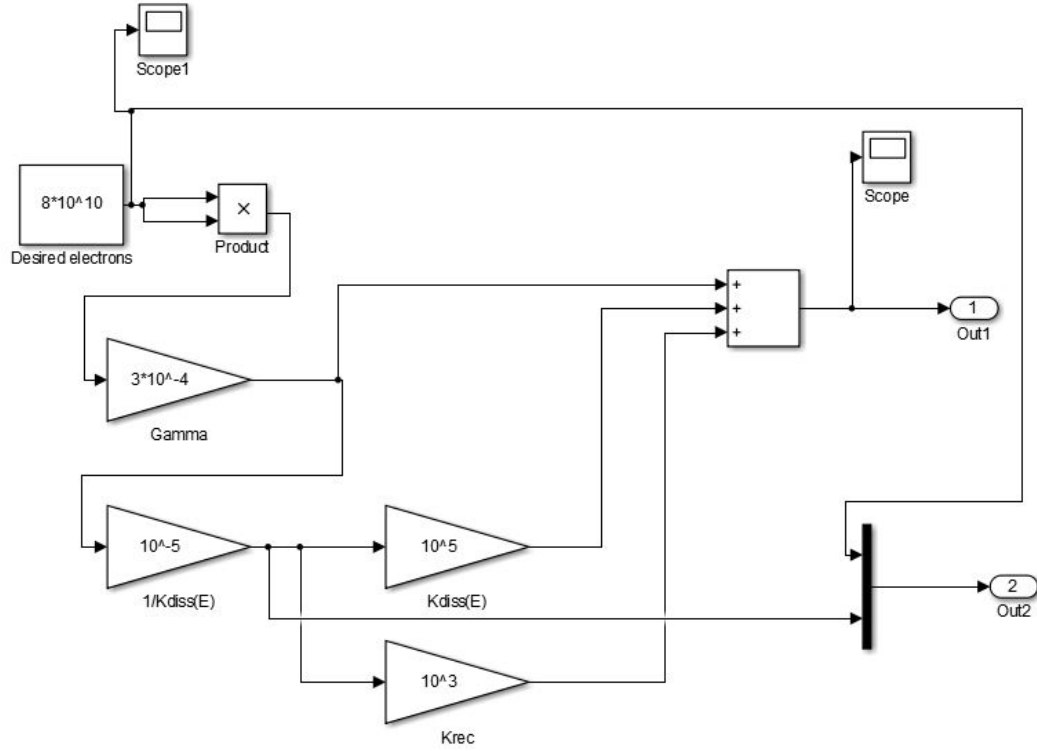 Scope1
8*10^10
Desired electrons
×
Product
Scope
+
+
+
1
Out1
3*10^-4
Gamma
10^-5
1/Kdiss(E)
10^5
Kdiss(E)
2
Out2
10^3
Krec